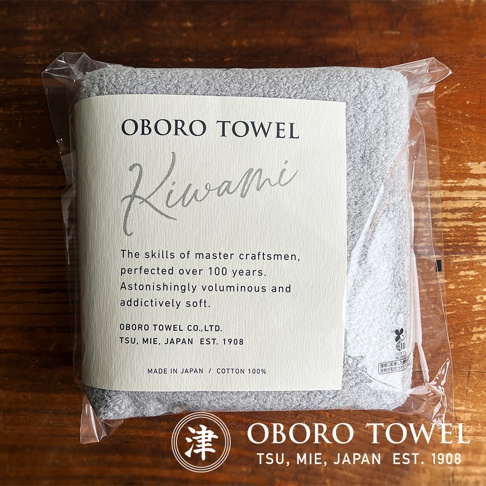 OBORO TOWEL
Kiwami
The skills of master craftsmen,
perfected over 100 years.
Astonishingly voluminous and
addictively soft.
OBORO TOWEL CO.,LTD.
TSU, MIE, JAPAN EST. 1908
MADE IN JAPAN / COTTON 100%
津
OBORO TOWEL
TSU, MIE, JAPAN EST. 1908